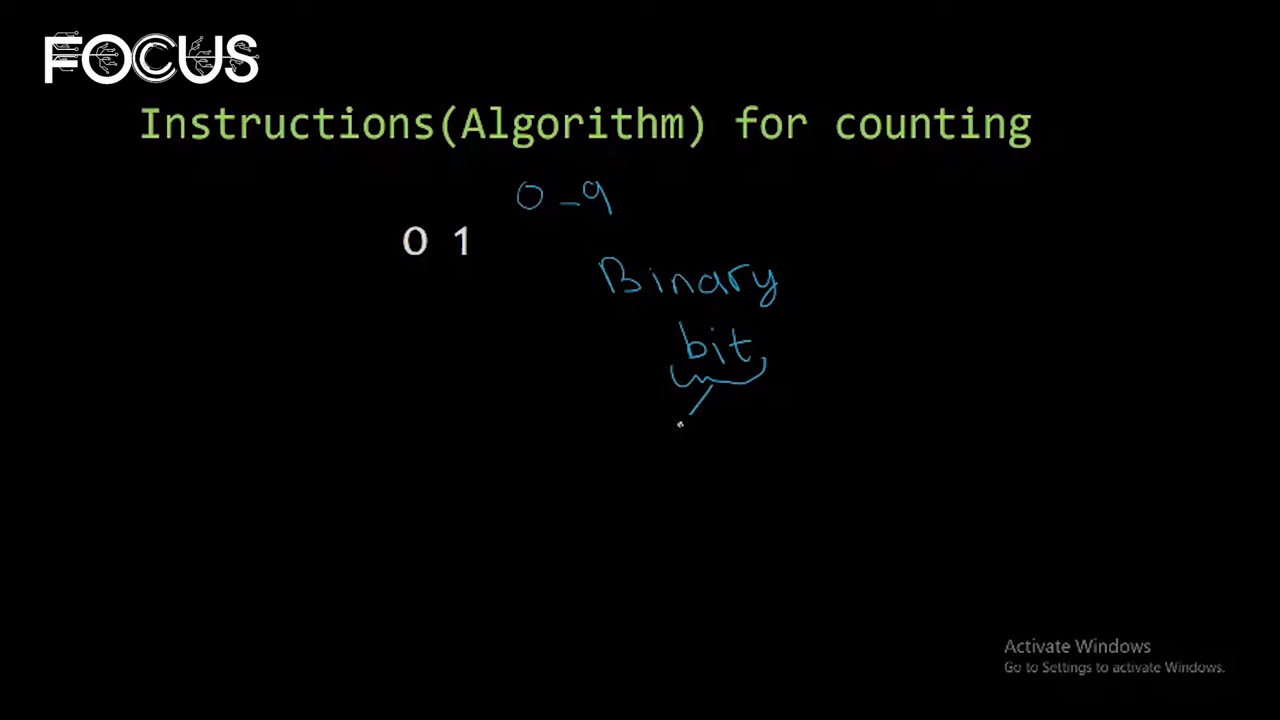 FOCUS
Instructions(Algorithm) for counting
0 - 9
0 1
Binary
bit
Activate Windows
Go to Settings to activate Windows.